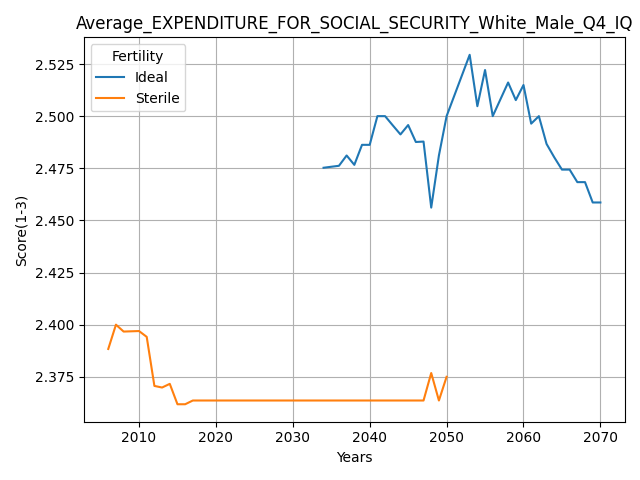 Average_EXPENDITURE_FOR_SOCIAL_SECURITY_White_Male_Q4_IQ
Fertility
Ideal
Sterile
Score(1-3)
2.525
2.500
2.475
2.450
2.425
2.400
2.375
2010 2020 2030 2040 2050 2060 2070
Years